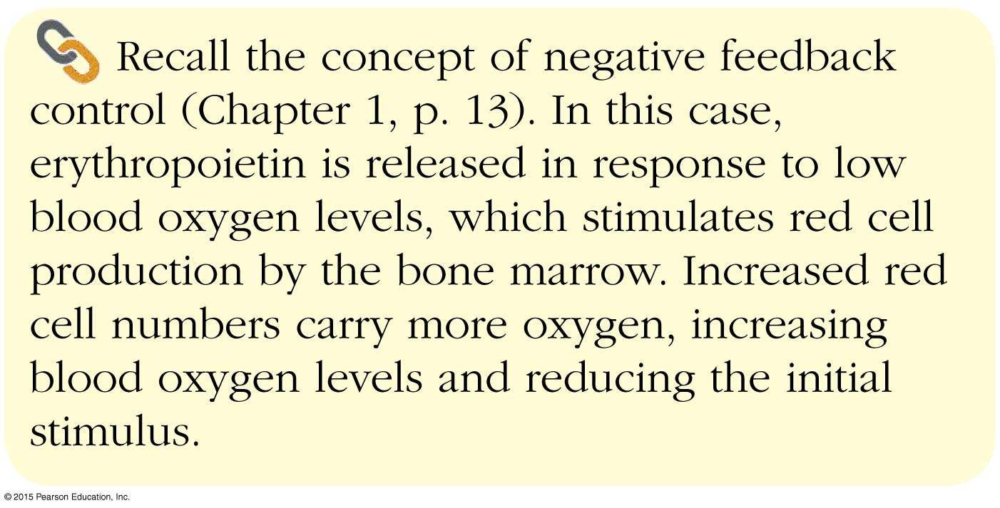 Recall the concept of negative feedback
control (Chapter 1, p. 13). In this case,
erythropoietin is released in response to low
blood oxygen levels, which stimulates red cell
production by the bone marrow. Increased red
cell numbers carry more oxygen, increasing
blood oxygen levels and reducing the initial
stimulus.
© 2015 Pearson Education, Inc.